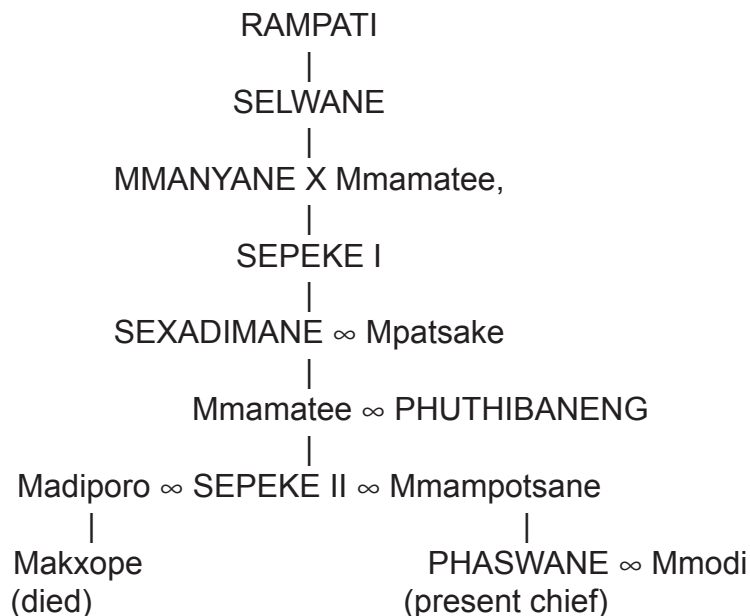 RAMPATI
|
SELWANE
|
MMANYANE X Mmamatee,
|
SEPEKE I
|
SEXADIMANE ∞ Mpatsake
|
Mmamatee ∞ PHUTHIBANENG
|
Madiporo ∞ SEPEKE II ∞ Mmampotsane
| |
Makxope PHASWANE ∞ Mmodi
(died) (present chief)